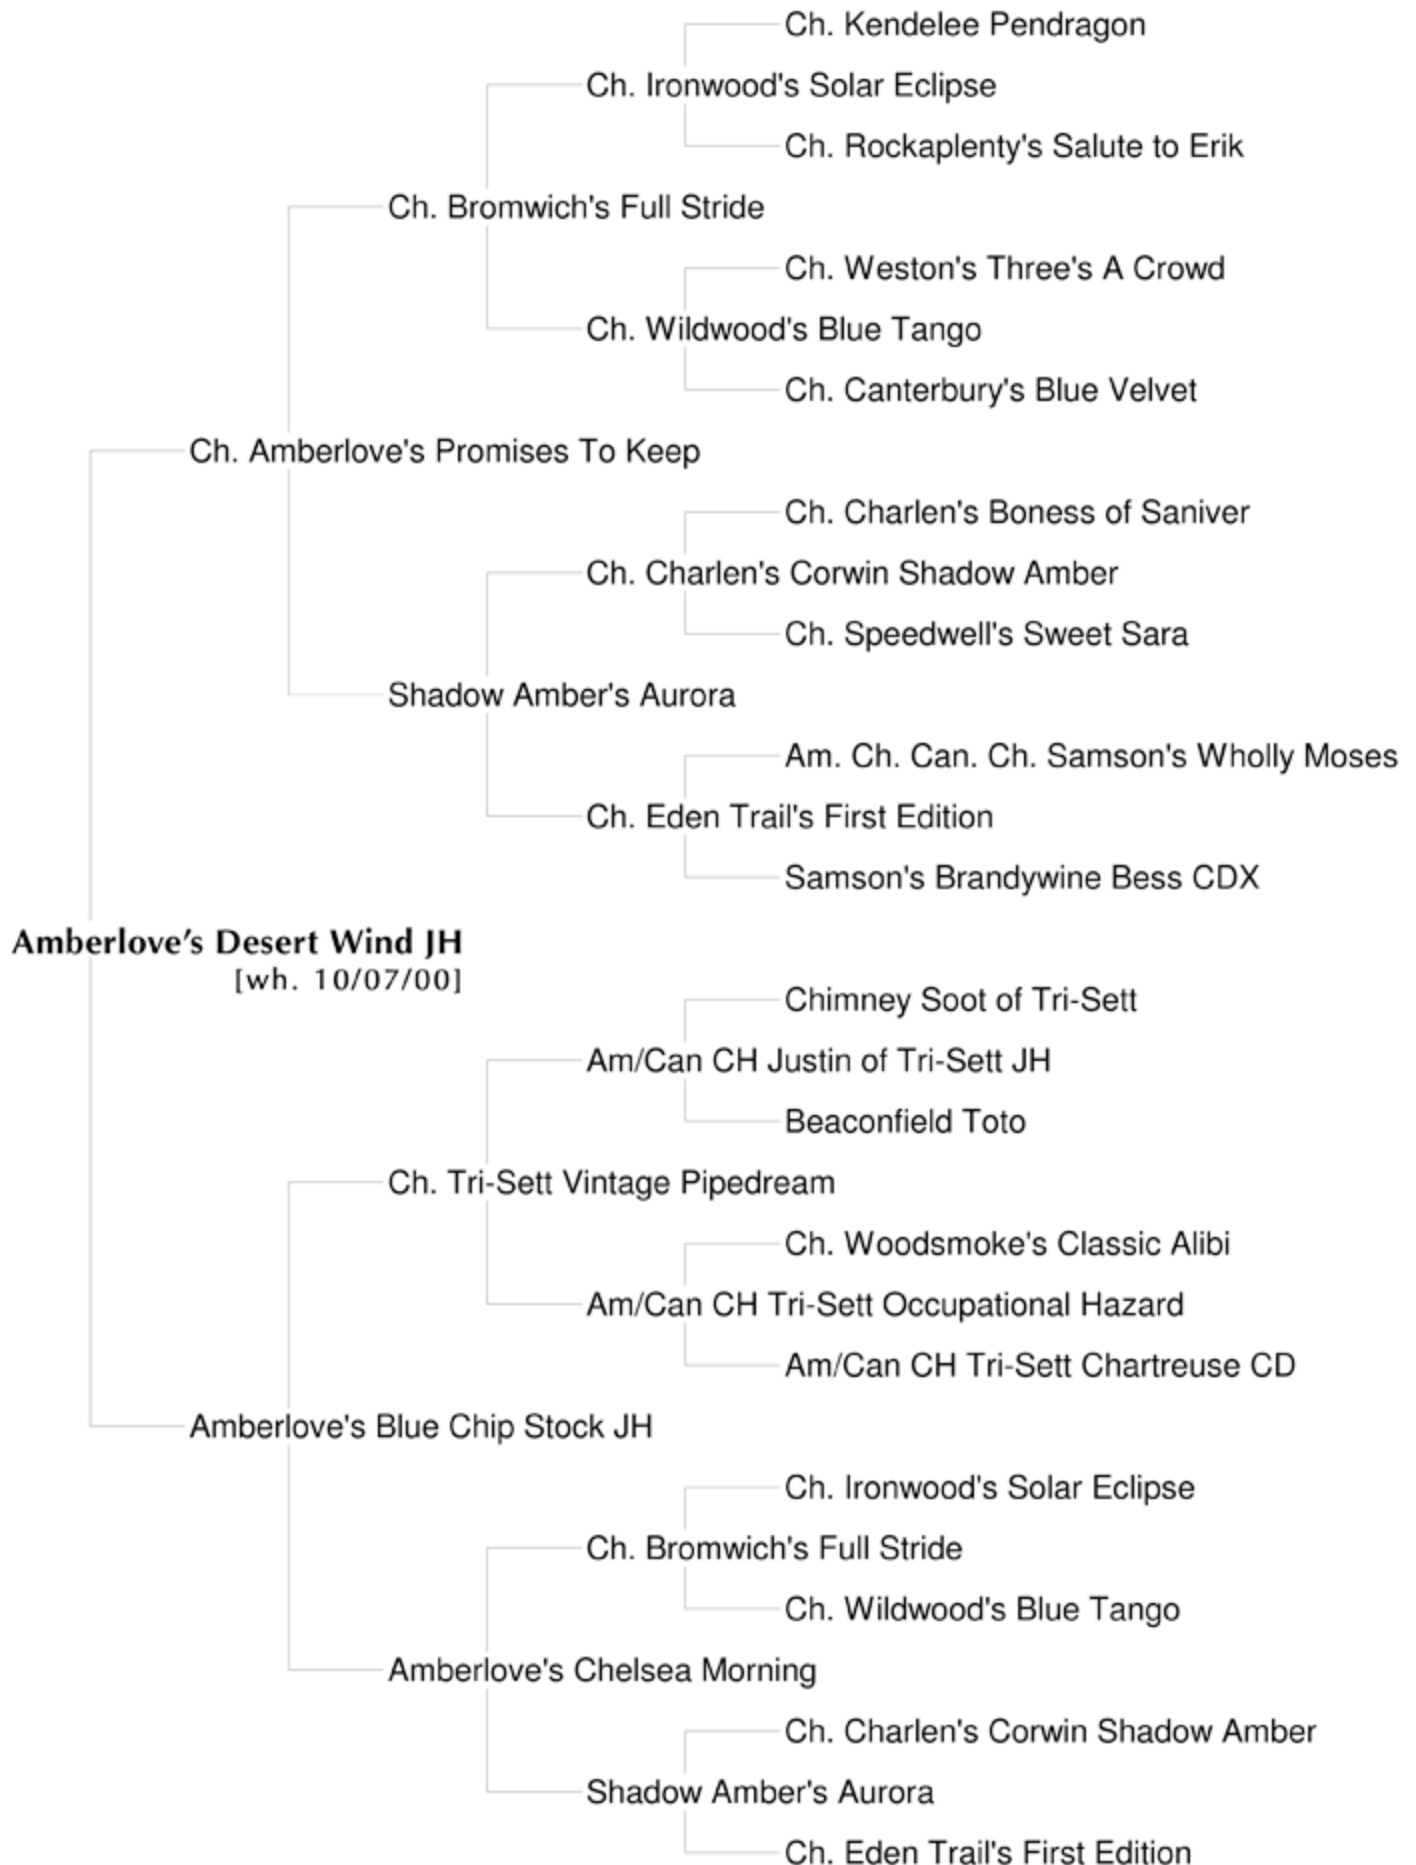 Ch. Kendelee Pendragon
Ch. Ironwood's Solar Eclipse
Ch. Rockaplenty's Salute to Erik
Ch. Bromwich's Full Stride
Ch. Weston's Three's A Crowd
Ch. Wildwood's Blue Tango
Ch. Canterbury's Blue Velvet
Ch. Amberlove's Promises To Keep
Ch. Charlen's Boness of Saniver
Ch. Charlen's Corwin Shadow Amber
Ch. Speedwell's Sweet Sara
Shadow Amber's Aurora
Am. Ch. Can. Ch. Samson's Wholly Moses
Ch. Eden Trail's First Edition
Samson's Brandywine Bess CDX
Amberlove's Desert Wind JH
[wh. 10/07/00]
Chimney Soot of Tri-Sett
Am/Can CH Justin of Tri-Sett JH
Beaconfield Toto
Ch. Tri-Sett Vintage Pipedream
Ch. Woodsmoke's Classic Alibi
Am/Can CH Tri-Sett Occupational Hazard
Am/Can CH Tri-Sett Chartreuse CD
Amberlove's Blue Chip Stock JH
Ch. Ironwood's Solar Eclipse
Ch. Bromwich's Full Stride
Ch. Wildwood's Blue Tango
Amberlove's Chelsea Morning
Ch. Charlen's Corwin Shadow Amber
Shadow Amber's Aurora
Ch. Eden Trail's First Edition